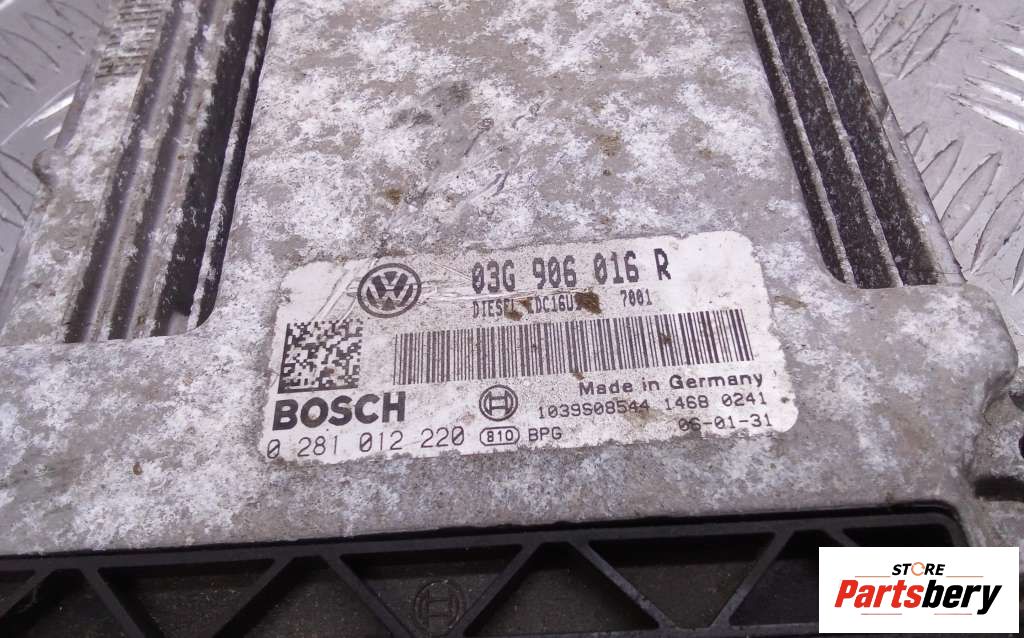 03G 906 016 R
DIESEL 7001
Made in Germany
BOSCH
1039S08544 1468 0241
0 281 012 220 810 BPG
06-01-31
STORE
Partsbery